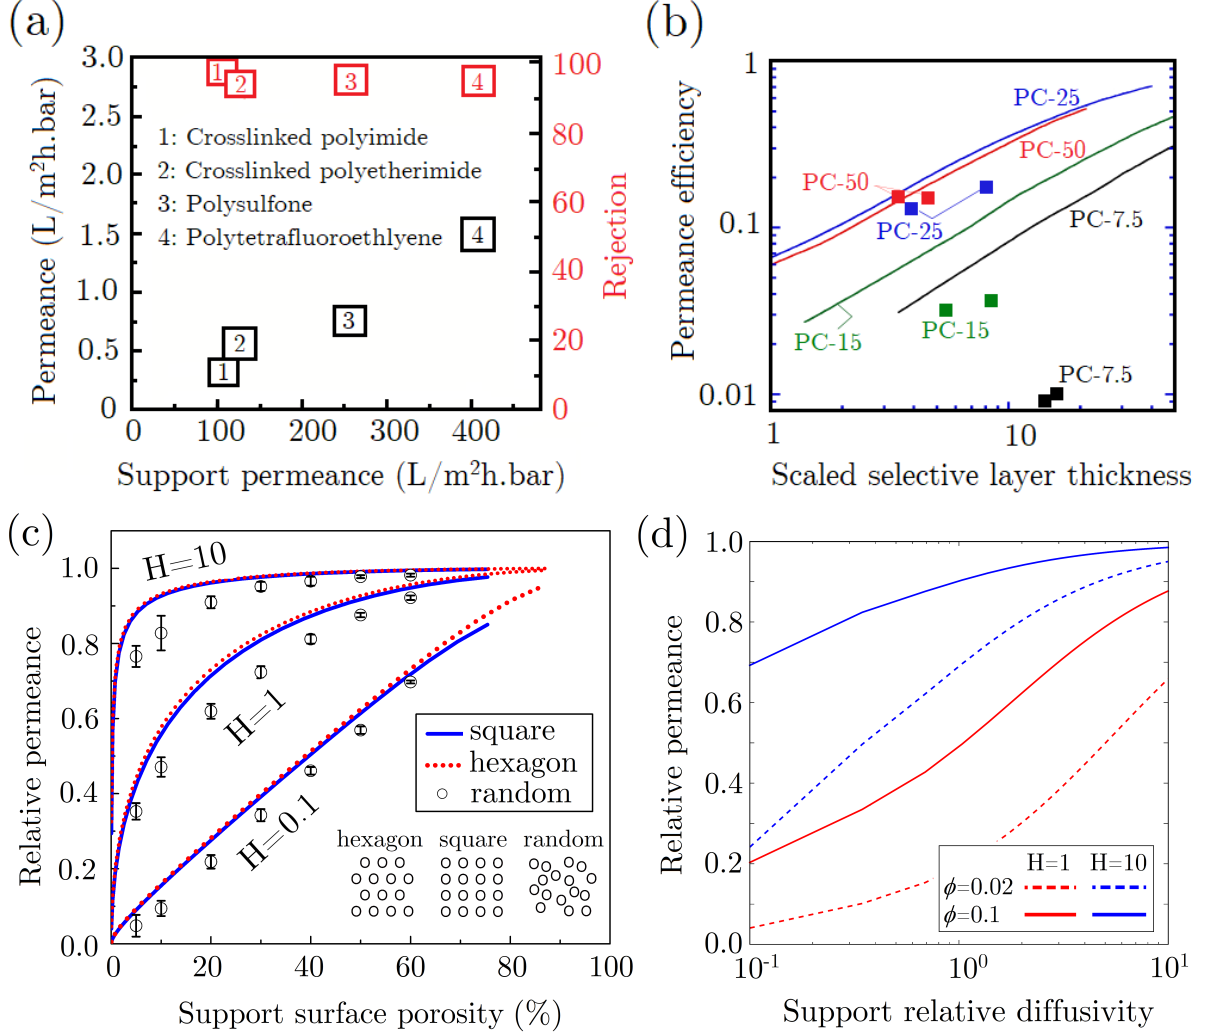 (a)
3.0
2.5
2.0
1.5
1.0
0.5
0
Permeance (L/m²h.bar)
1
2
3
4
1: Crosslinked polyimide
2: Crosslinked polyetherimide
3: Polysulfone
4: Polytetrafluoroethlyene
4
3
2
1
100
80
60
40
20
0
Rejection
0 100 200 300 400
Support permeance (L/m²h.bar)
(b)
1
0.1
0.01
Permeance efficiency
PC-25
PC-50
PC-50
PC-25
PC-7.5
PC-15
PC-15
PC-7.5
1 10
Scaled selective layer thickness
(c)
1.0
0.8
0.6
0.4
0.2
0.0
Relative permeance
H=10
H=1
H=0.1
square
hexagon
random
hexagon square random
0 20 40 60 80 100
Support surface porosity (%)
(d)
1.0
0.8
0.6
0.4
0.2
0.0
Relative permeance
H=1 H=10
ϕ=0.02
ϕ=0.1
10⁻¹ 10⁰ 10¹
Support relative diffusivity